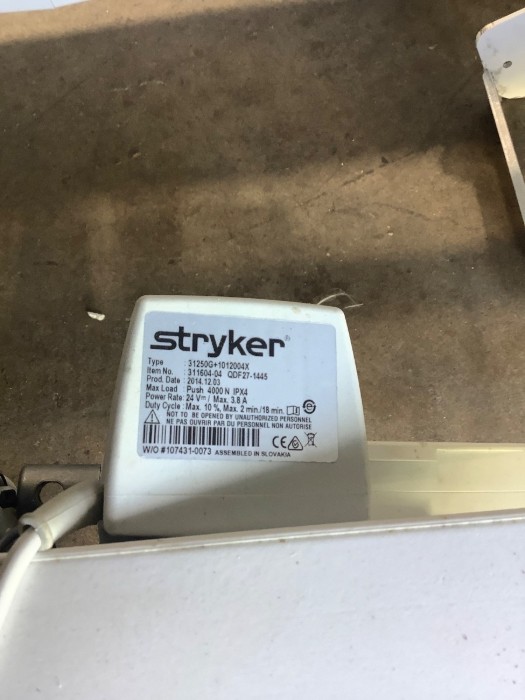 stryker®
Type : 31250G+1012004X
Item No. : 311604-04 QDF27-1445
Prod. Date : 2014.12.03
Max Load : Push 4000 N IPX4
Power Rate: 24 V⎓/ Max. 3,8 A
Duty Cycle: Max. 10 %, Max. 2 min./18 min.
NOT TO BE OPENED BY UNAUTHORIZED PERSONNEL
NE PAS OUVRIR PAR DU PERSONNEL NON AUTORISE
CE
W/O #107431-0073 ASSEMBLED IN SLOVAKIA